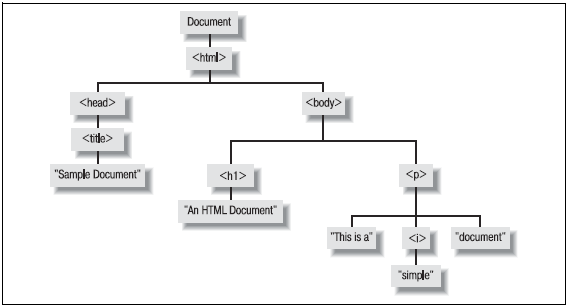 Document
<html>
<head>
<body>
<title>
"Sample Document"
<h1>
<p>
"An HTML Document"
"This is a"
<i>
"document"
"simple"